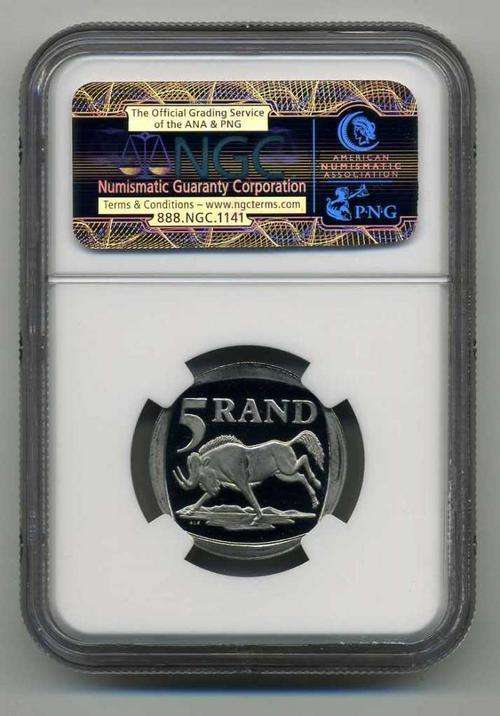 The Official Grading Service
of the ANA & PNG
NGC
Numismatic Guaranty Corporation
Terms & Conditions – www.ngcterms.com
888.NGC.1141
AMERICAN
NUMISMATIC
ASSOCIATION
PNG
5 RAND